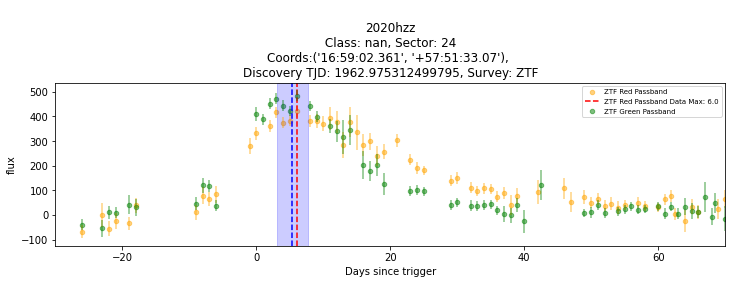 2020hzz
Class: nan, Sector: 24
Coords:('16:59:02.361', '+57:51:33.07'),
Discovery TJD: 1962.975312499795, Survey: ZTF
ZTF Red Passband
ZTF Red Passband Data Max: 6.0
ZTF Green Passband
flux
500
400
300
200
100
0
−100
−20
0
20
40
60
Days since trigger